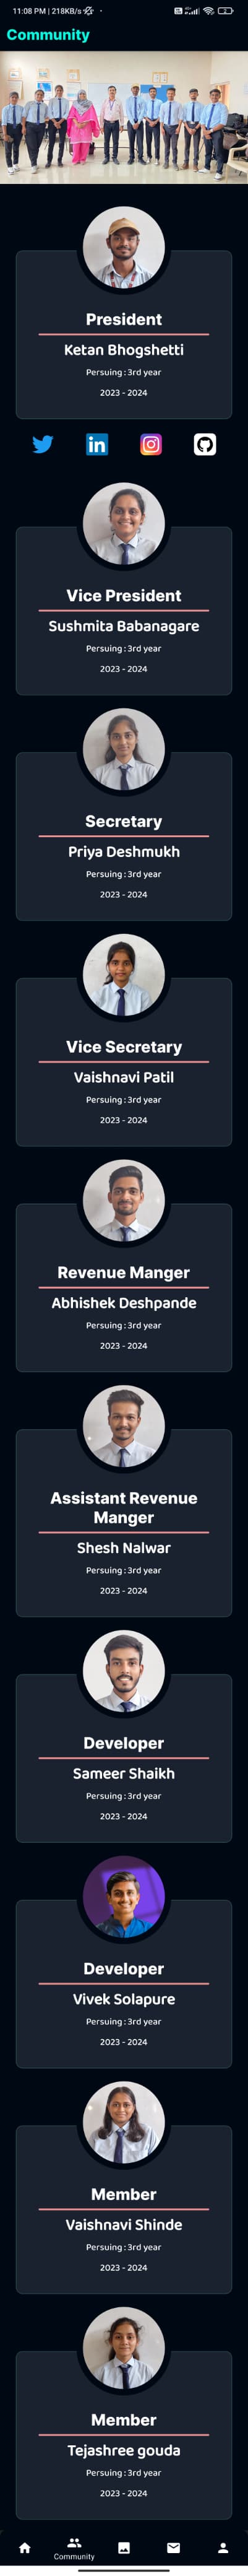 11:08 PM | 218KB/s
Community
President
Ketan Bhogshetti
Persuing : 3rd year
2023 - 2024
in
Vice President
Sushmita Babanagare
Persuing : 3rd year
2023 - 2024
Secretary
Priya Deshmukh
Persuing : 3rd year
2023 - 2024
Vice Secretary
Vaishnavi Patil
Persuing : 3rd year
2023 - 2024
Revenue Manger
Abhishek Deshpande
Persuing : 3rd year
2023 - 2024
Assistant Revenue
Manger
Shesh Nalwar
Persuing : 3rd year
2023 - 2024
Developer
Sameer Shaikh
Persuing : 3rd year
2023 - 2024
Developer
Vivek Solapure
Persuing : 3rd year
2023 - 2024
Member
Vaishnavi Shinde
Persuing : 3rd year
2023 - 2024
Member
Tejashree gouda
Persuing : 3rd year
2023 - 2024
Community